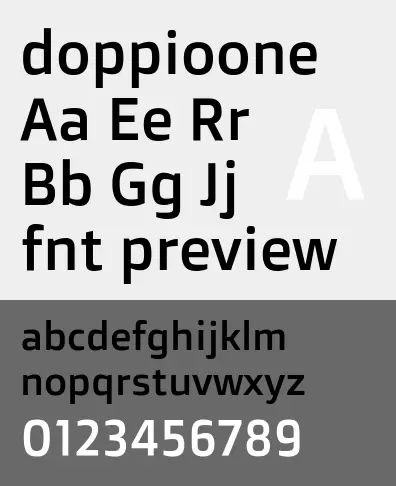 doppioone
Aa Ee Rr
A
Bb Gg Jj
fnt preview
abcdefghijklm
nopqrstuvwxyz
0123456789